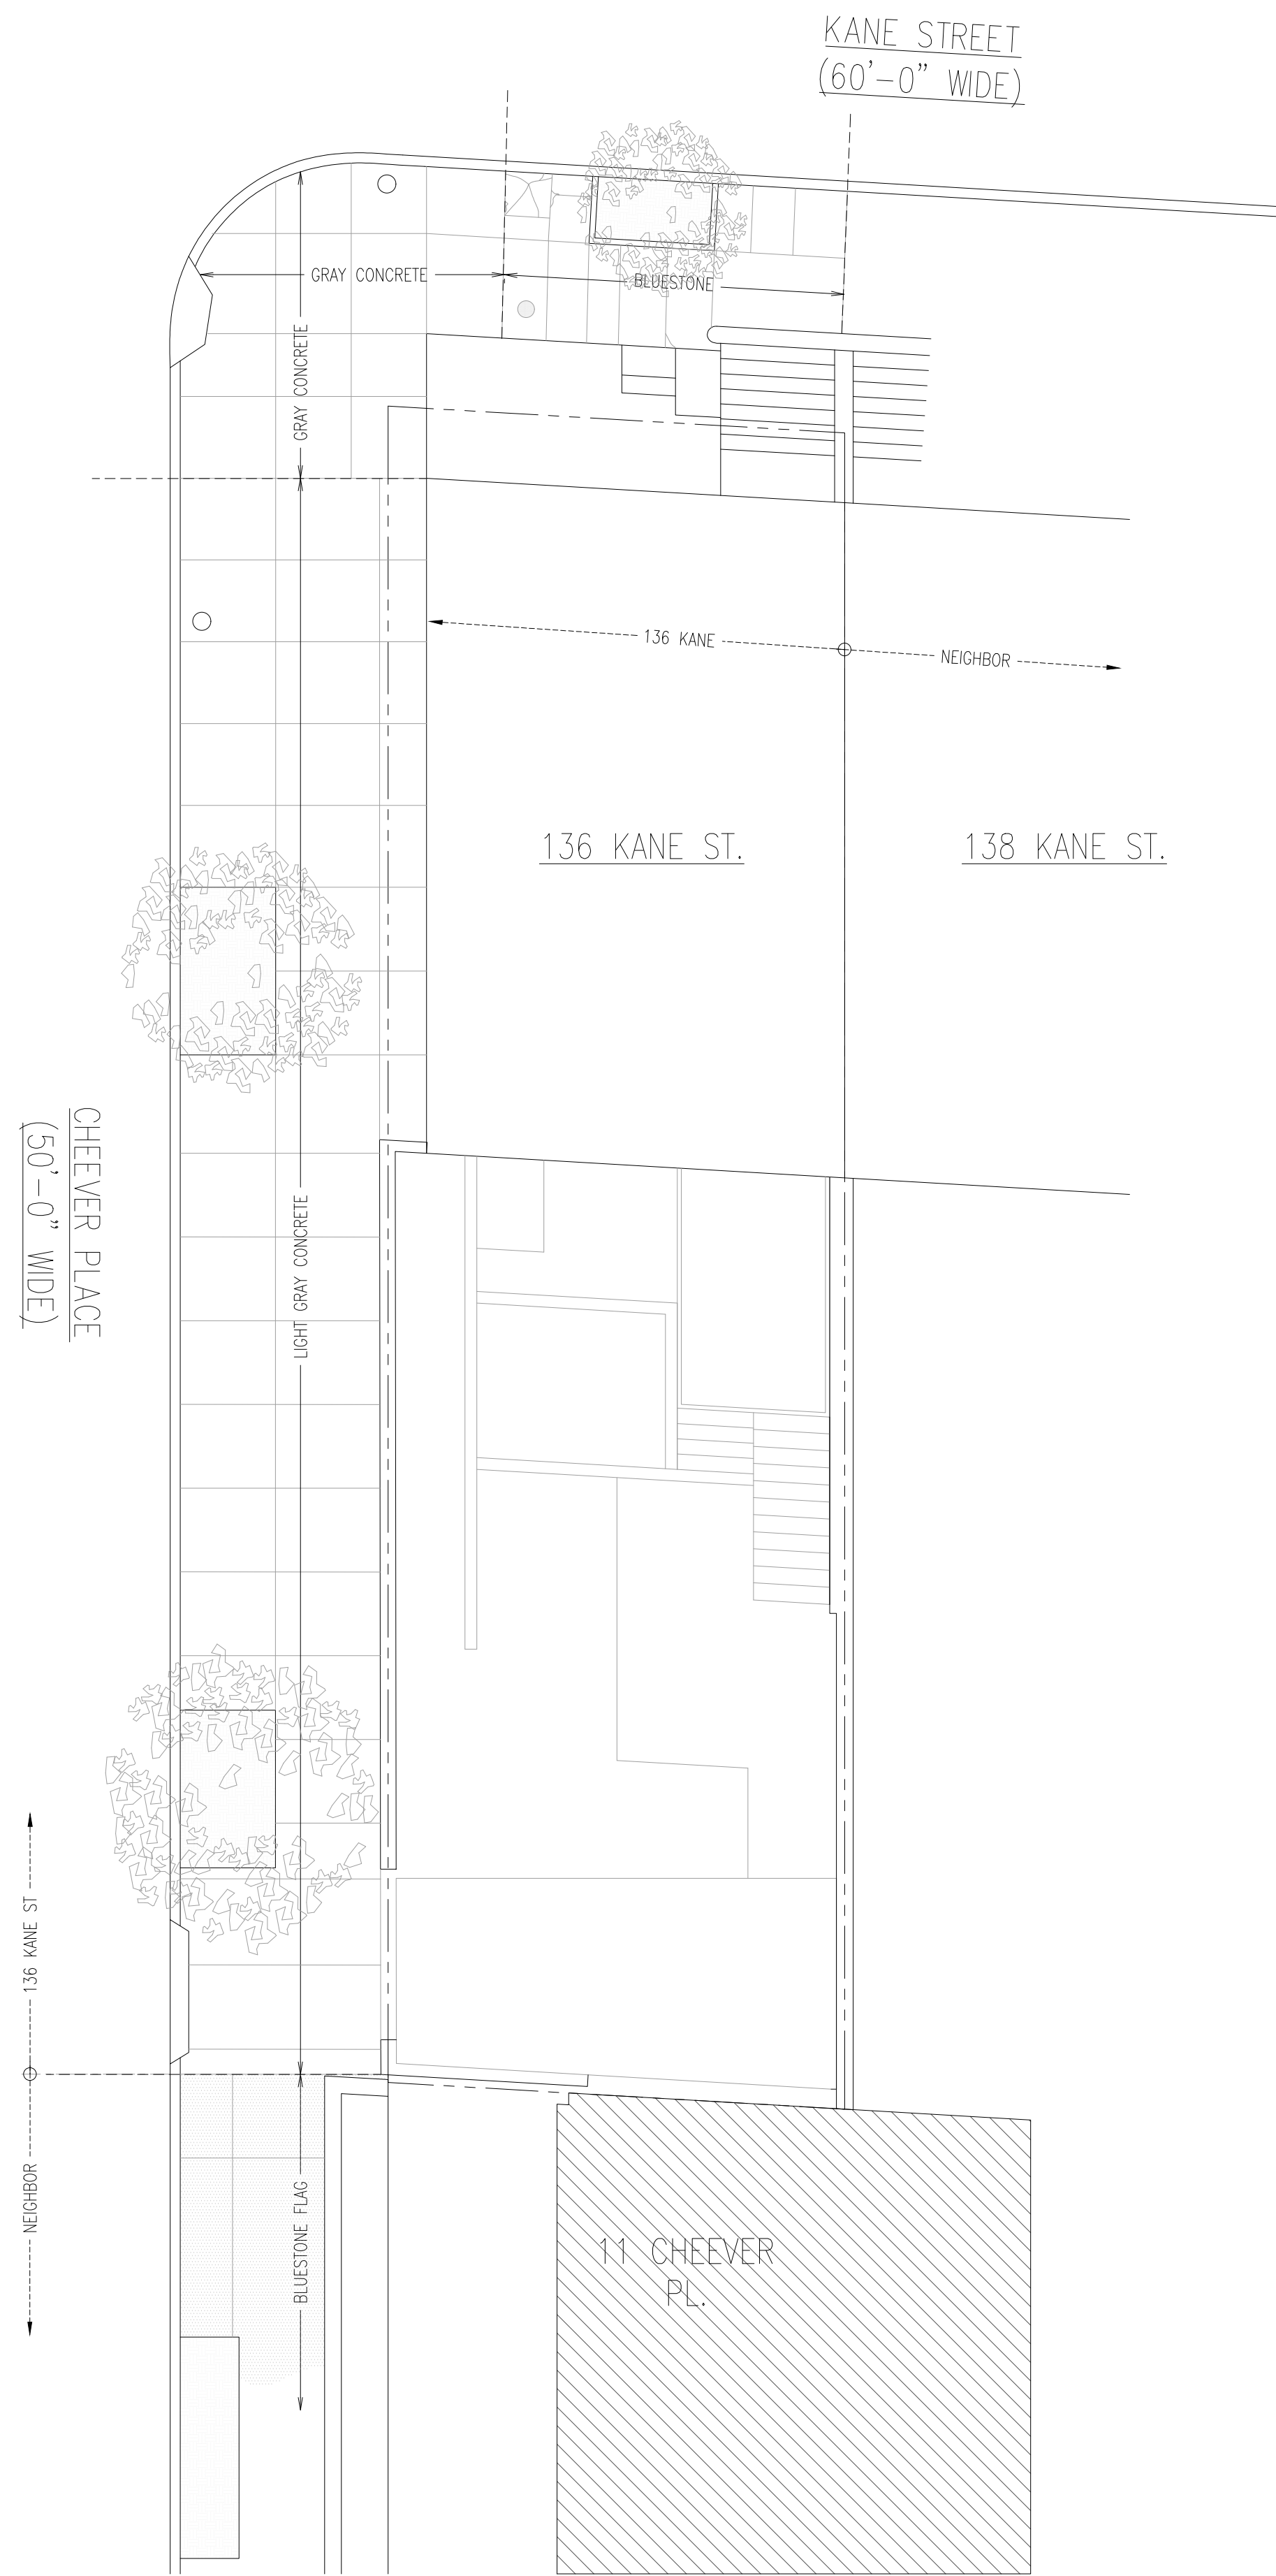 KANE STREET
(60'-0" WIDE)
GRAY CONCRETE
BLUESTONE
GRAY CONCRETE
136 KANE
NEIGHBOR
136 KANE ST.
138 KANE ST.
CHEEVER PLACE
(50'-0" WIDE)
LIGHT GRAY CONCRETE
136 KANE ST
NEIGHBOR
BLUESTONE FLAG
11 CHEEVER
PL.